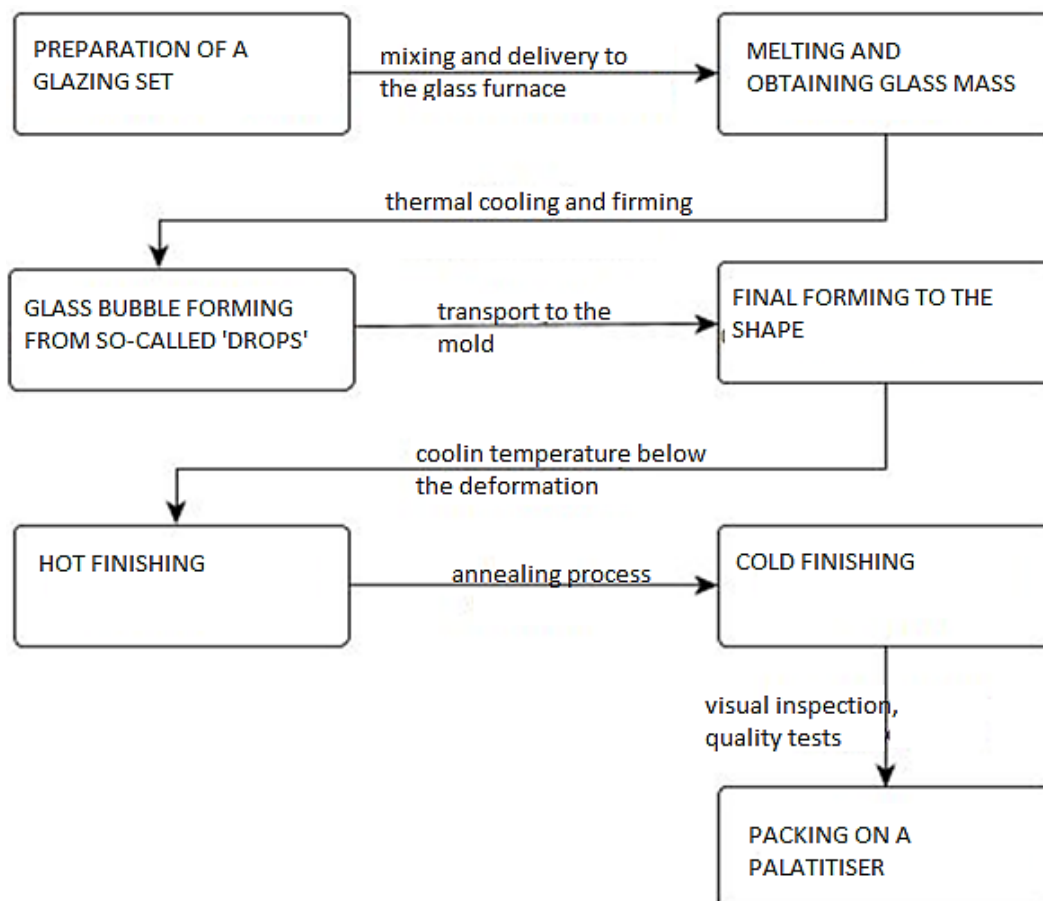 PREPARATION OF A
GLAZING SET
mixing and delivery to
the glass furnace
MELTING AND
OBTAINING GLASS MASS
thermal cooling and firming
GLASS BUBBLE FORMING
FROM SO-CALLED 'DROPS'
transport to the
mold
FINAL FORMING TO THE
SHAPE
coolin temperature below
the deformation
HOT FINISHING
annealing process
COLD FINISHING
visual inspection,
quality tests
PACKING ON A
PALATITISER